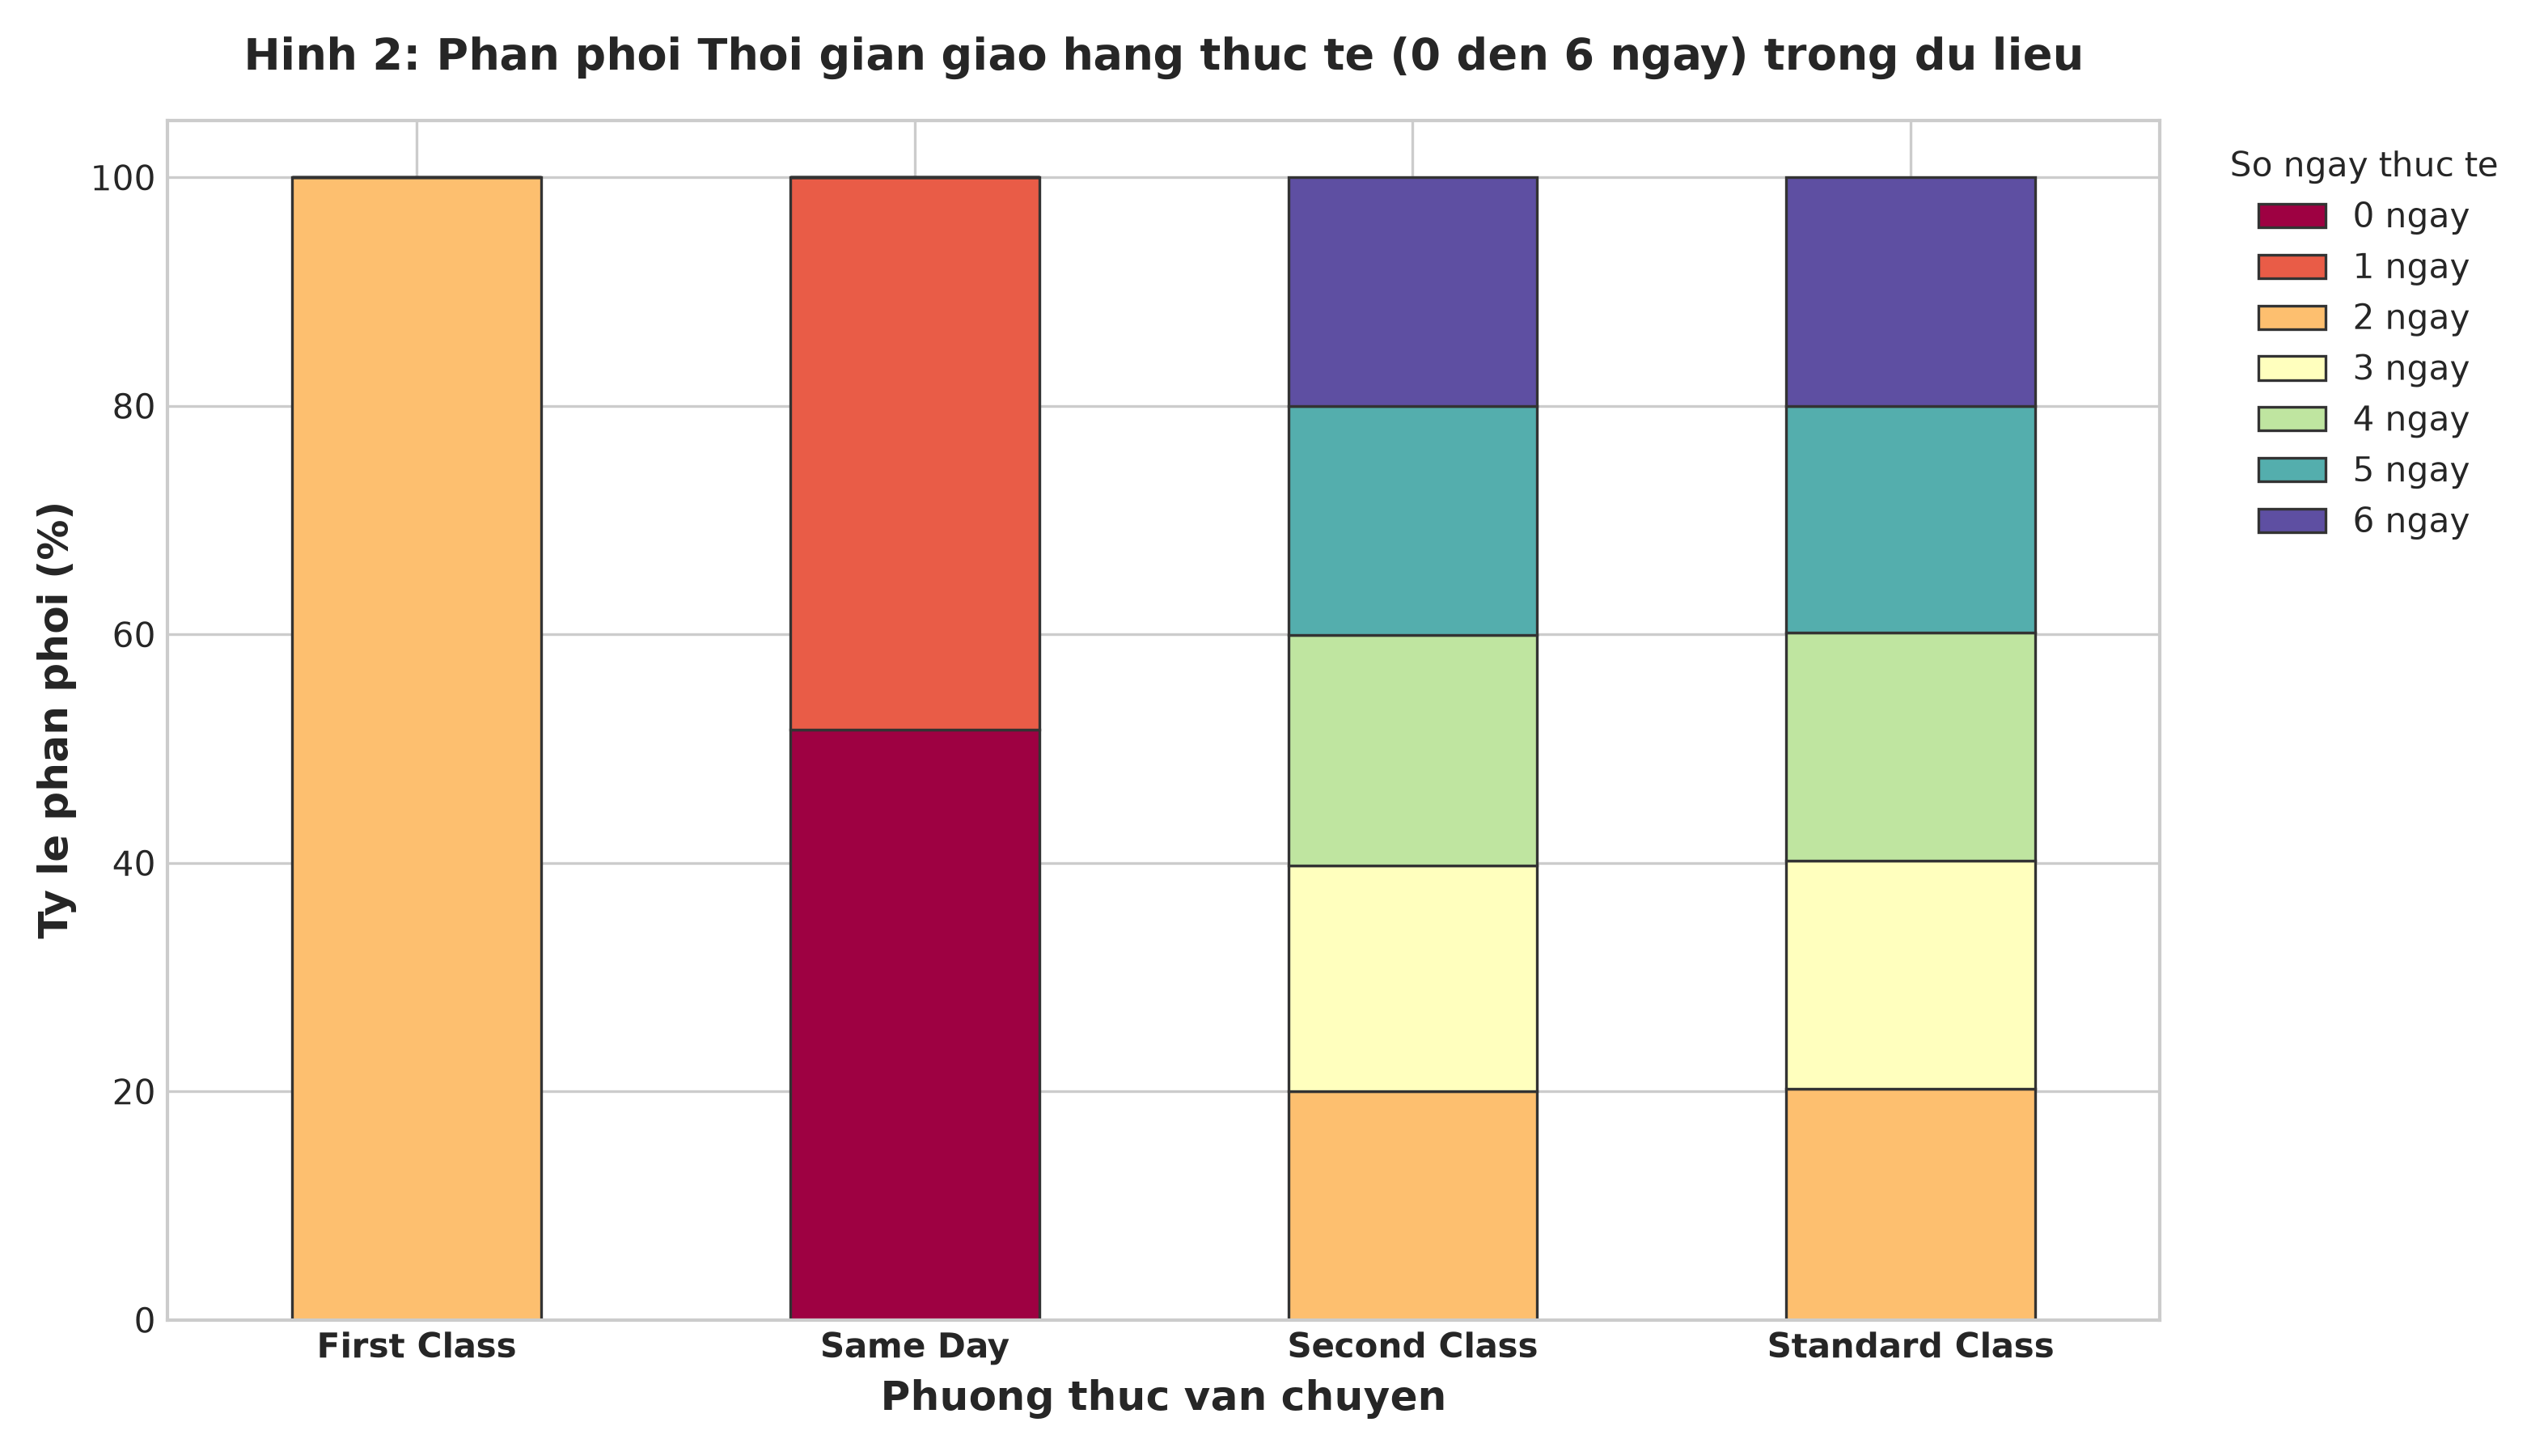 Hinh 2: Phan phoi Thoi gian giao hang thuc te (0 den 6 ngay) trong du lieu
Ty le phan phoi (%)
100
80
60
40
20
0
First Class
Same Day
Second Class
Standard Class
Phuong thuc van chuyen
So ngay thuc te
0 ngay
1 ngay
2 ngay
3 ngay
4 ngay
5 ngay
6 ngay